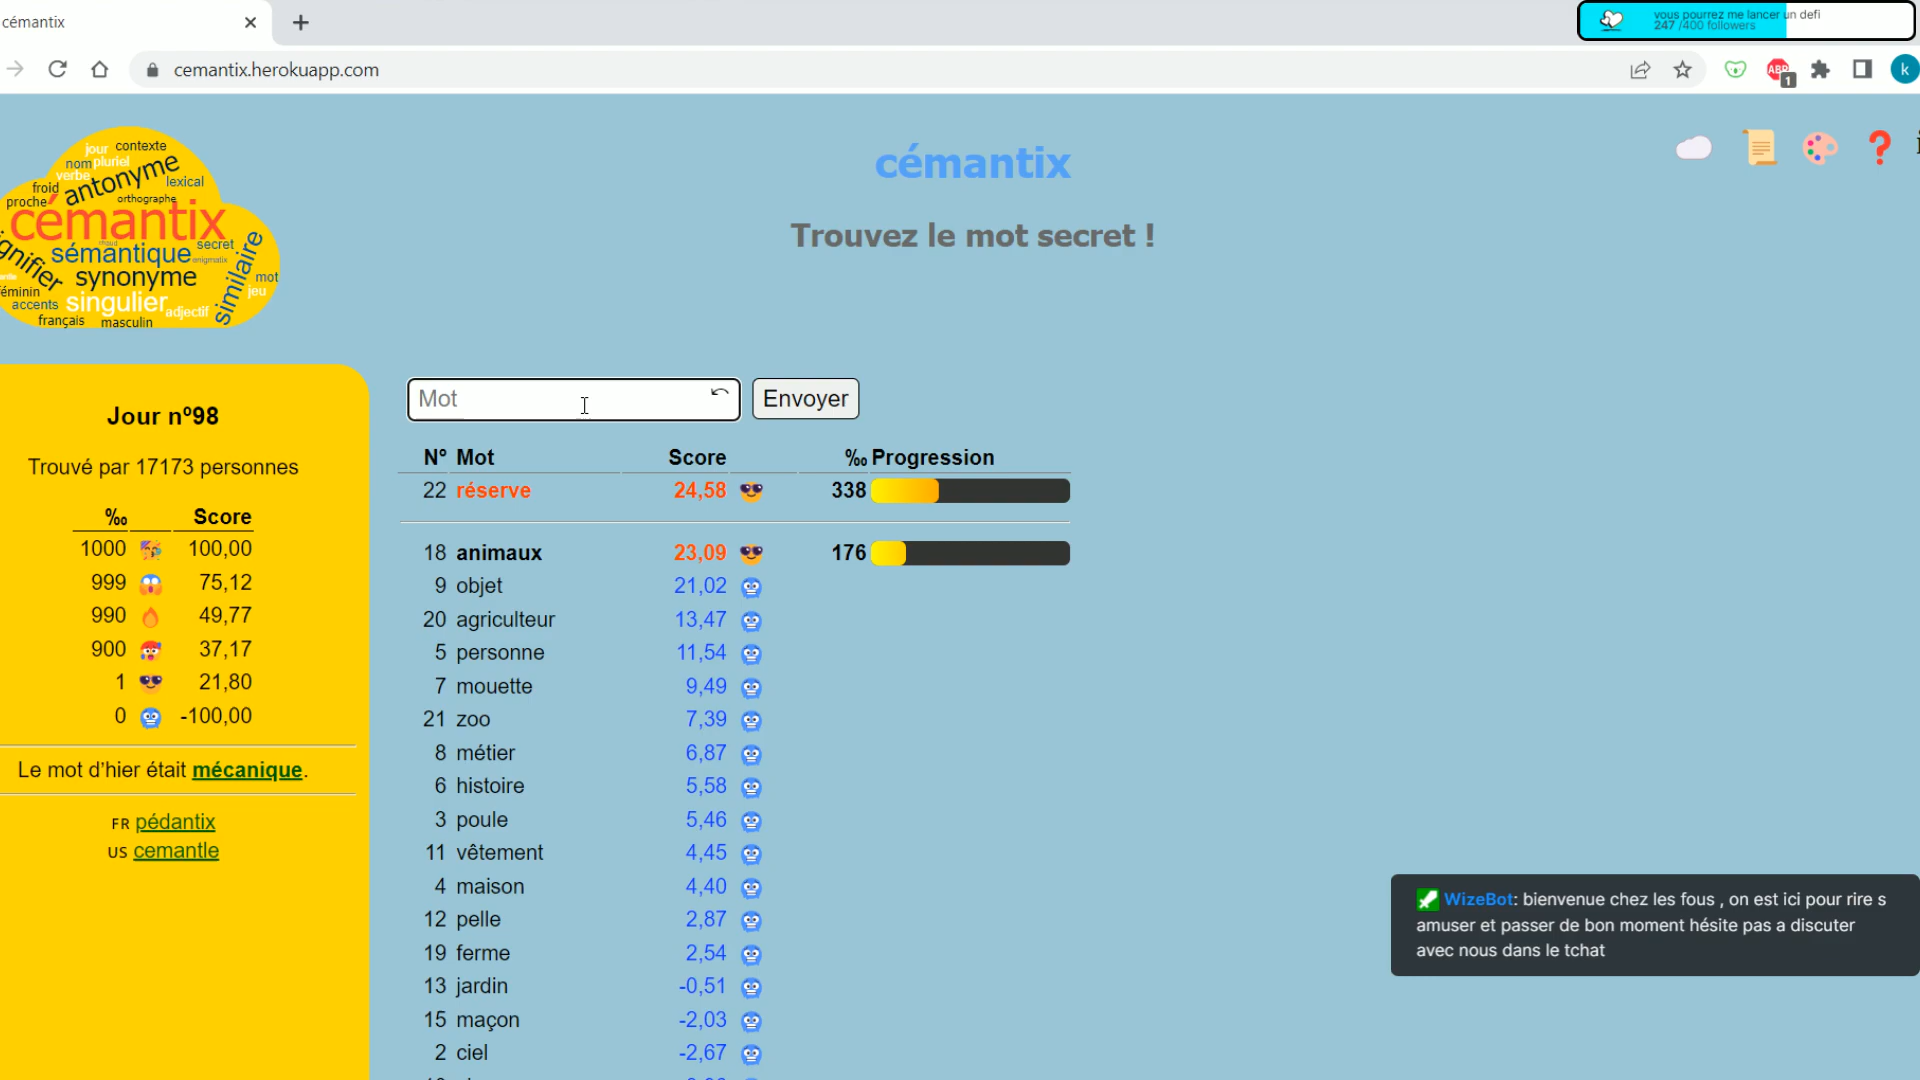 cémantix
vous pourrez me lancer un defi
247 /400 followers
cemantix.herokuapp.com
ABP
1
k
jour
contexte
nom
pluriel
verbe
antonyme
froid
lexical
proche
orthographe
cémantix
sémantique
secret
enigmatix
synonyme
similaire
mot
jeu
féminin
accents
singulier
adjectif
français
masculin
cémantix
Trouvez le mot secret !
Jour nº98
Trouvé par 17173 personnes
‰ Score
1000 100,00
999 75,12
990 49,77
900 37,17
1 21,80
0 -100,00
Le mot d’hier était mécanique.
FR pédantix
US cemantle
Mot
Envoyer
Nº Mot Score ‰ Progression
22 réserve 24,58 338
18 animaux 23,09 176
9 objet 21,02
20 agriculteur 13,47
5 personne 11,54
7 mouette 9,49
21 zoo 7,39
8 métier 6,87
6 histoire 5,58
3 poule 5,46
11 vêtement 4,45
4 maison 4,40
12 pelle 2,87
19 ferme 2,54
13 jardin -0,51
15 maçon -2,03
2 ciel -2,67
WizeBot: bienvenue chez les fous , on est ici pour rire s
amuser et passer de bon moment hésite pas a discuter
avec nous dans le tchat